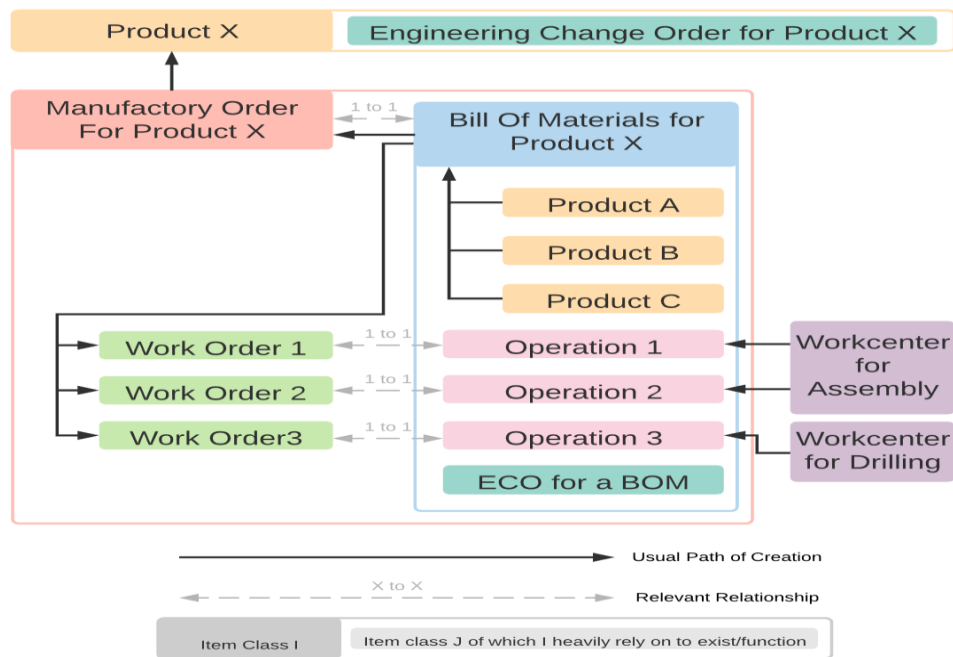 Product X
Engineering Change Order for Product X
Manufactory Order
For Product X
1 to 1
Bill Of Materials for
Product X
Product A
Product B
Product C
Work Order 1
1 to 1
Operation 1
Work Order 2
1 to 1
Operation 2
Work Order3
1 to 1
Operation 3
Workcenter
for
Assembly
Workcenter
for Drilling
ECO for a BOM
Usual Path of Creation
X to X
Relevant Relationship
Item Class I
Item class J of which I heavily rely on to exist/function